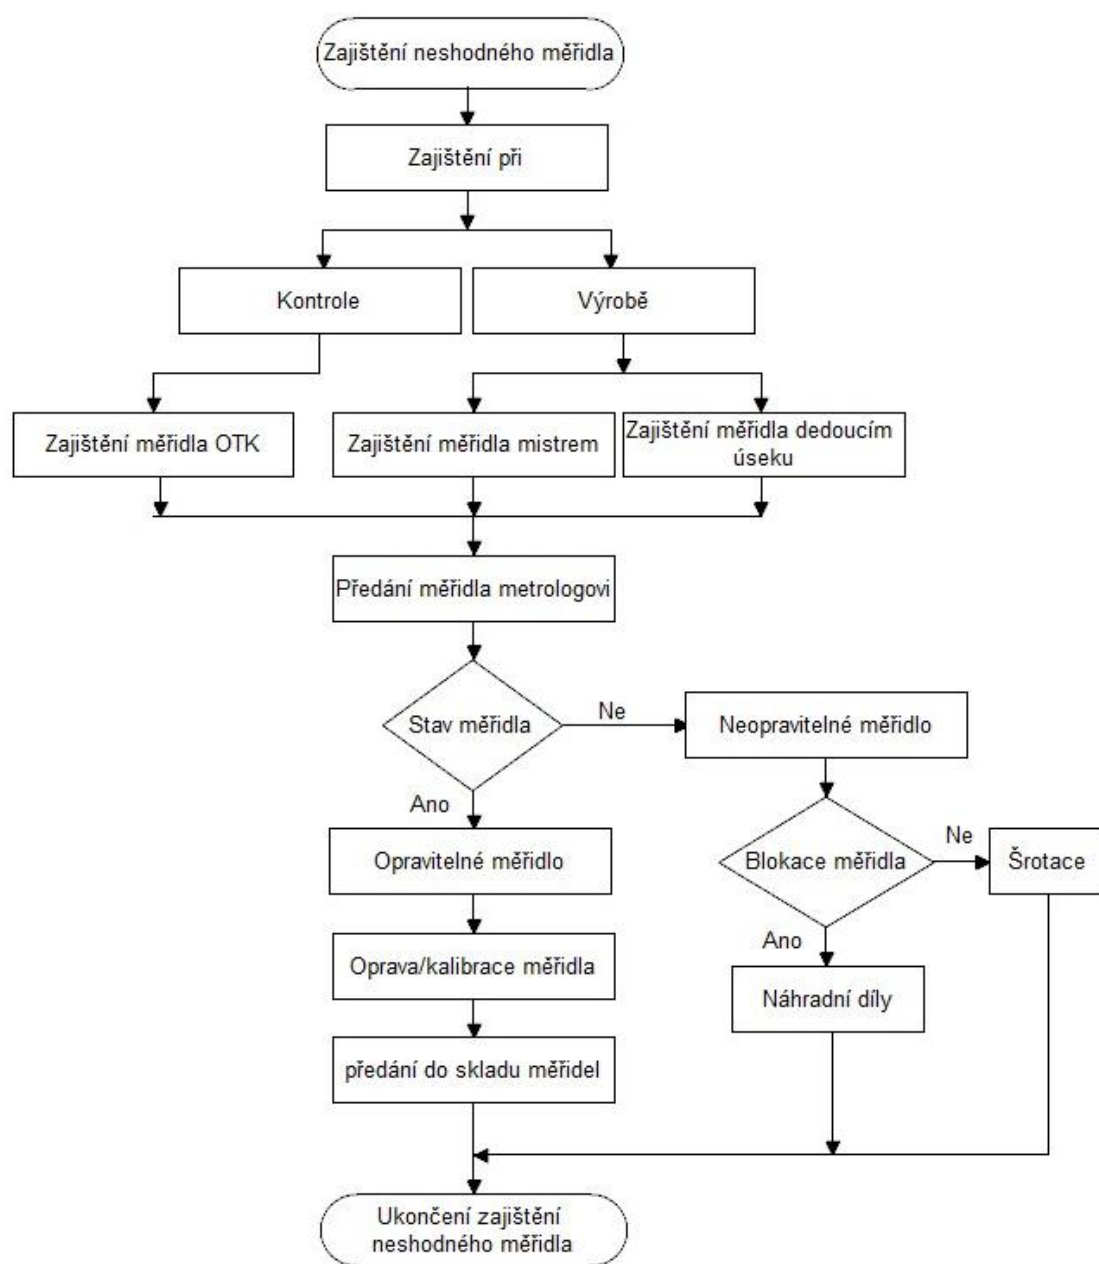 Zajištění neshodného měřidla
Zajištění při
Kontrole
Výrobě
Zajištění měřidla OTK
Zajištění měřidla mistrem
Zajištění měřidla dedoucím
úseku
Předání měřidla metrologovi
Stav měřidla
Ne
Neopravitelné měřidlo
Ano
Opravitelné měřidlo
Blokace měřidla
Ne
Šrotace
Oprava/kalibrace měřidla
Ano
Náhradní díly
předání do skladu měřidel
Ukončení zajištění
neshodného měřidla